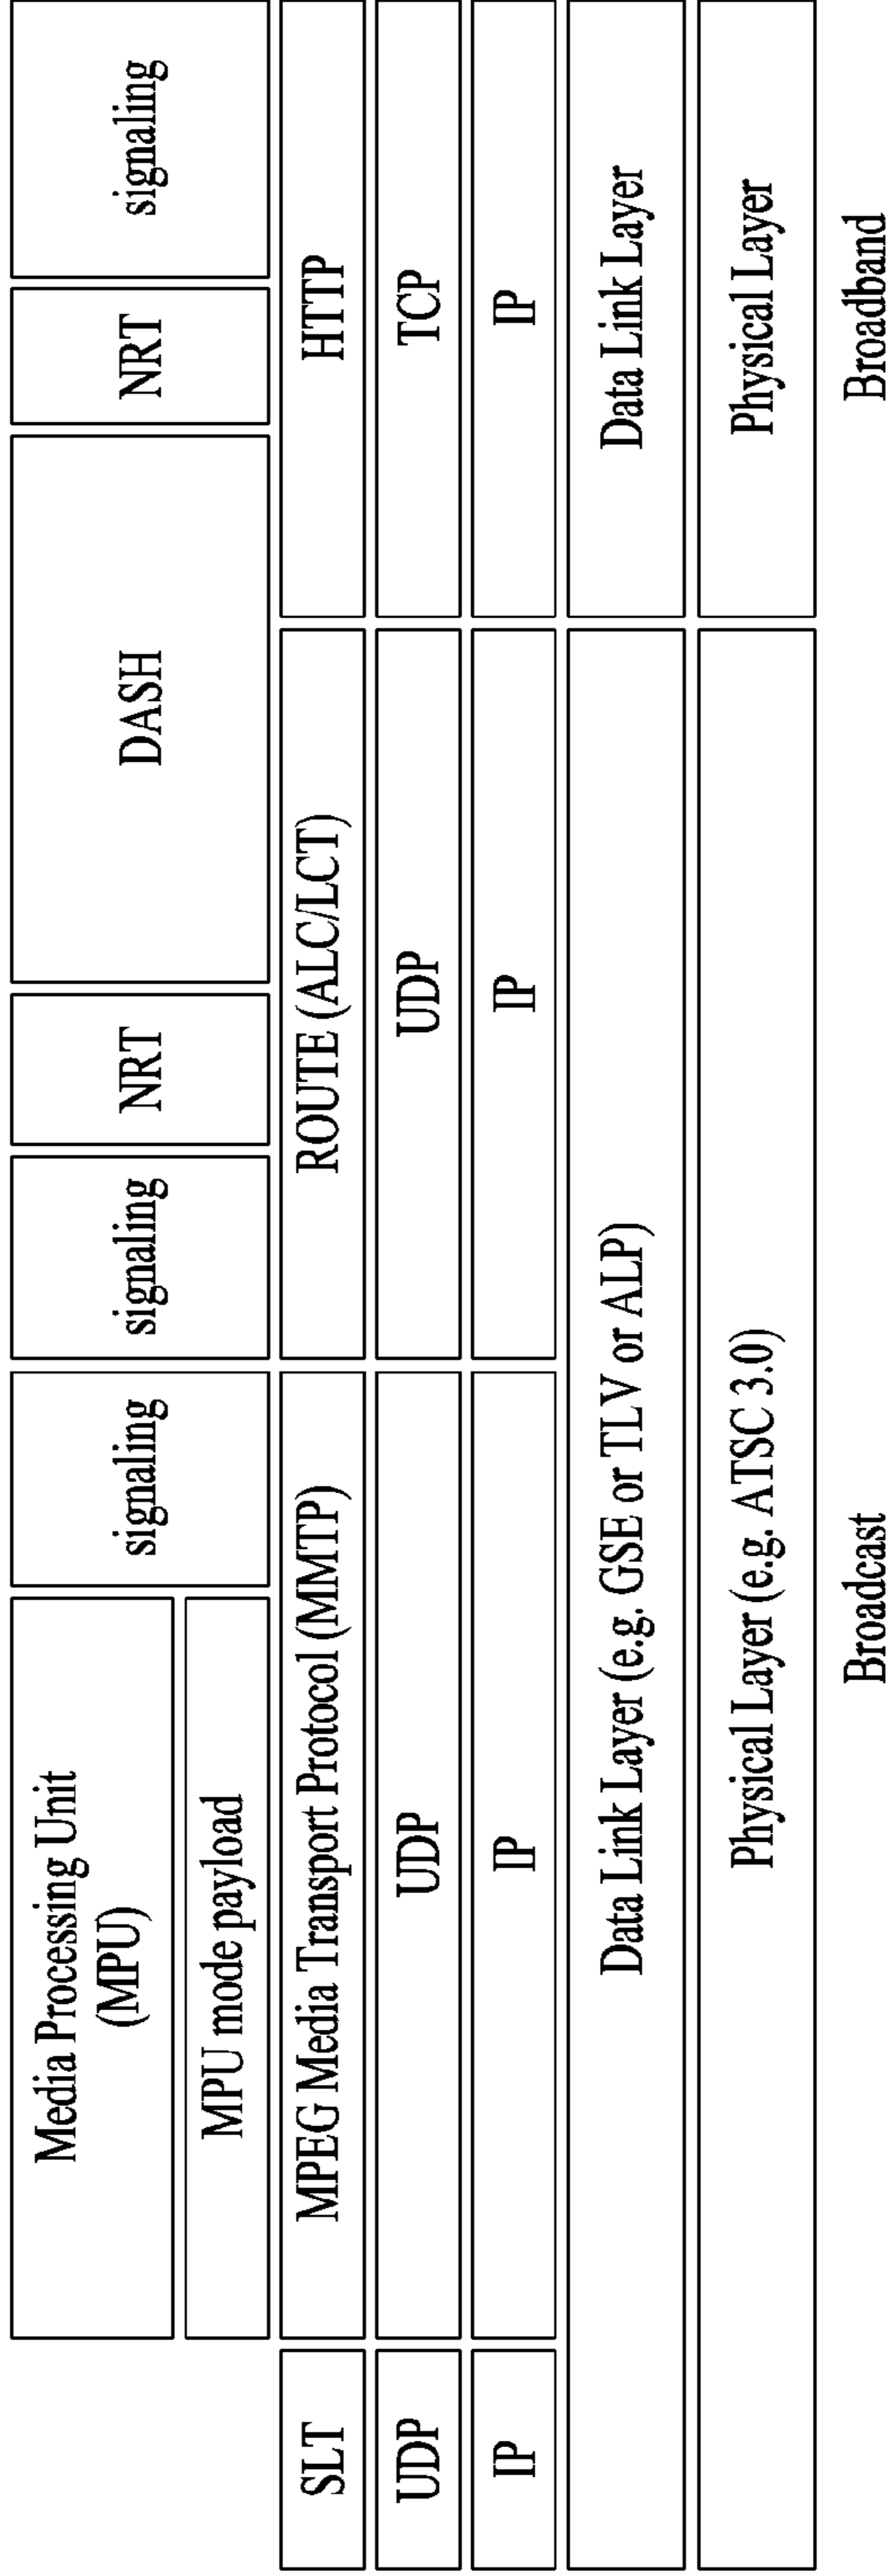 Media Processing Unit
(MPU)
signaling
signaling
NRT
DASH
NRT
signaling
MPU mode payload
SLT
MPEG Media Transport Protocol (MMTP)
ROUTE (ALC/LCT)
HTTP
UDP
UDP
UDP
TCP
IP
IP
IP
IP
Data Link Layer (e.g. GSE or TLV or ALP)
Data Link Layer
Physical Layer (e.g. ATSC 3.0)
Physical Layer
Broadcast
Broadband